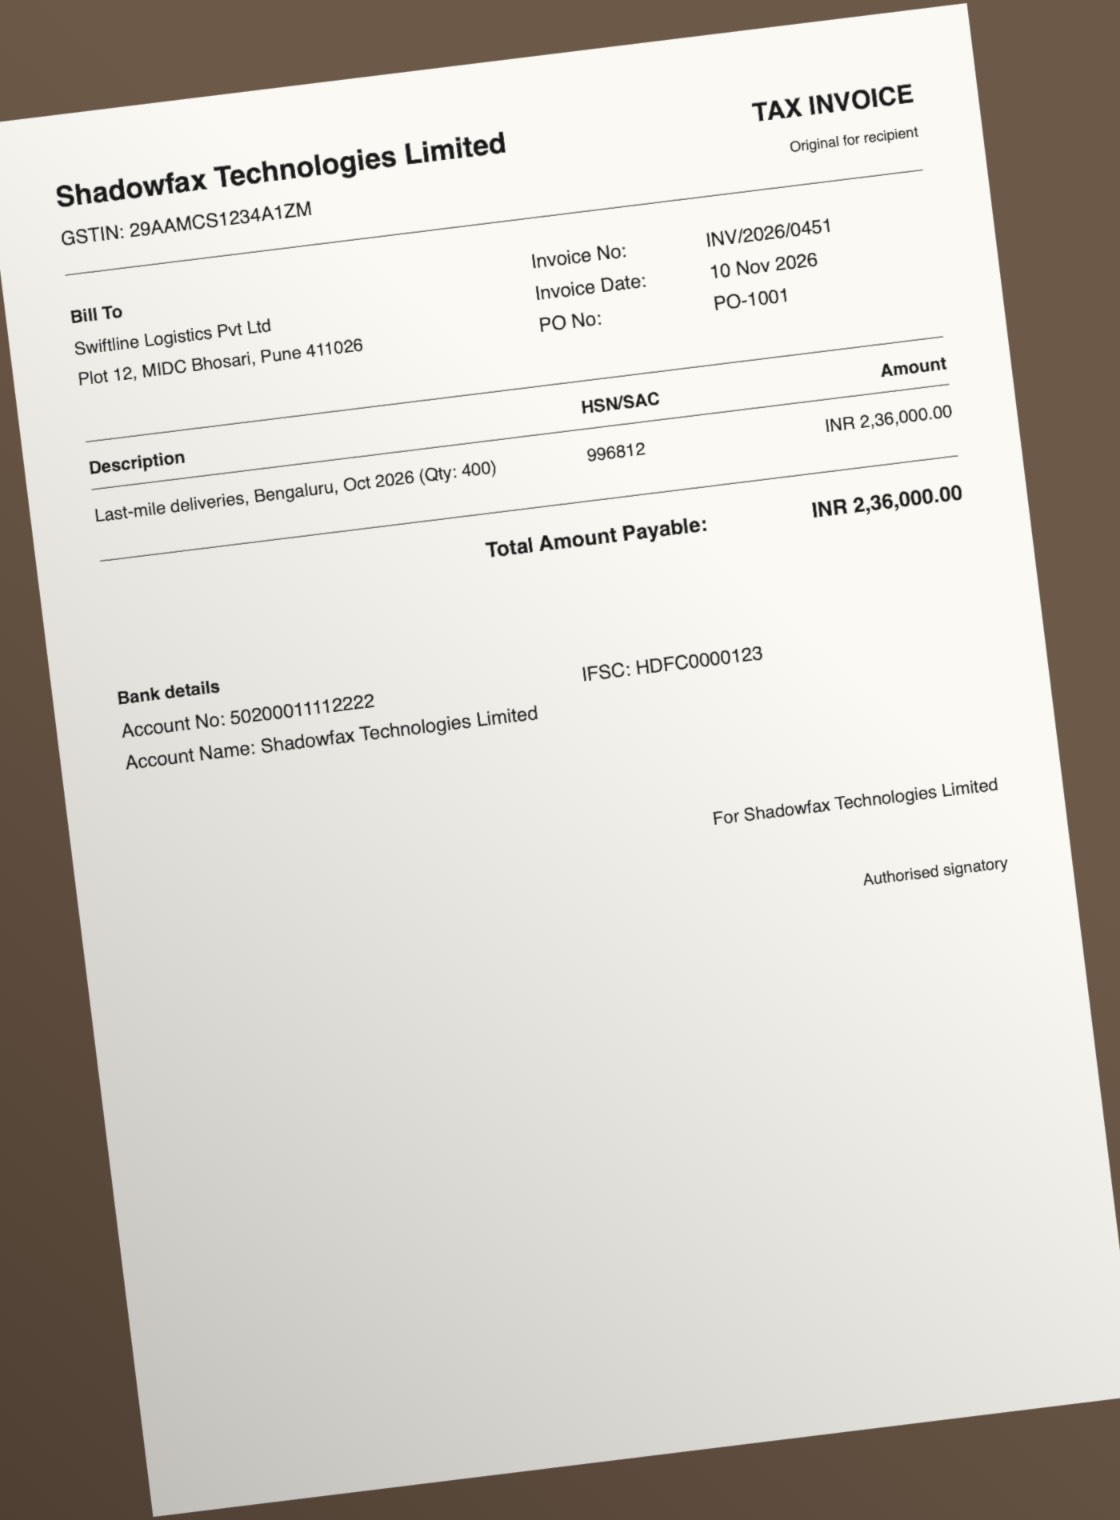 TAX INVOICE
Original for recipient
Shadowfax Technologies Limited
GSTIN: 29AAMCS1234A1ZM
Bill To
Swiftline Logistics Pvt Ltd
Plot 12, MIDC Bhosari, Pune 411026
Invoice No: INV/2026/0451
Invoice Date: 10 Nov 2026
PO No: PO-1001
Description HSN/SAC Amount
Last-mile deliveries, Bengaluru, Oct 2026 (Qty: 400) 996812 INR 2,36,000.00
Total Amount Payable: INR 2,36,000.00
Bank details
Account No: 50200011112222 IFSC: HDFC0000123
Account Name: Shadowfax Technologies Limited
For Shadowfax Technologies Limited
Authorised signatory